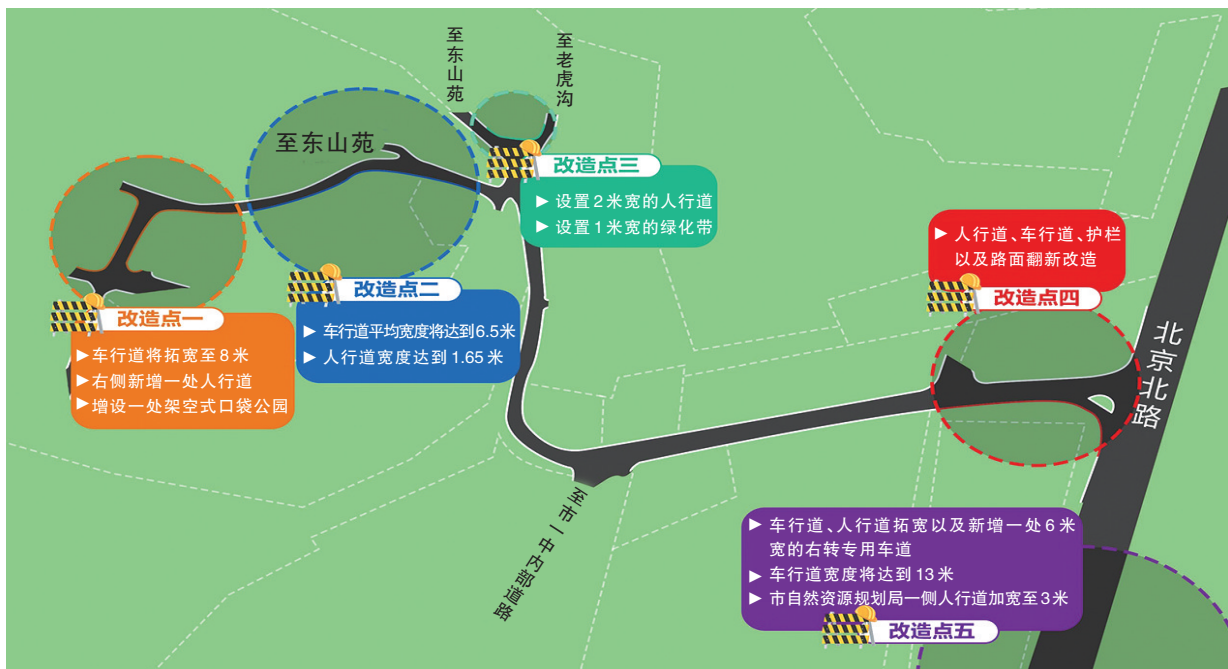 至东山苑
至老虎沟
至东山苑
改造点三
▶ 设置2米宽的人行道
▶ 设置1米宽的绿化带
▶ 人行道、车行道、护栏
以及路面翻新改造
改造点四
改造点二
▶ 车行道平均宽度将达到6.5米
▶ 人行道宽度达到1.65米
改造点一
▶车行道将拓宽至8米
▶右侧新增一处人行道
▶增设一处架空式口袋公园
北京北路
至市一中内部道路
▶ 车行道、人行道拓宽以及新增一处6米
宽的右转专用车道
▶ 车行道宽度将达到13米
▶ 市自然资源规划局一侧人行道加宽至3米
改造点五